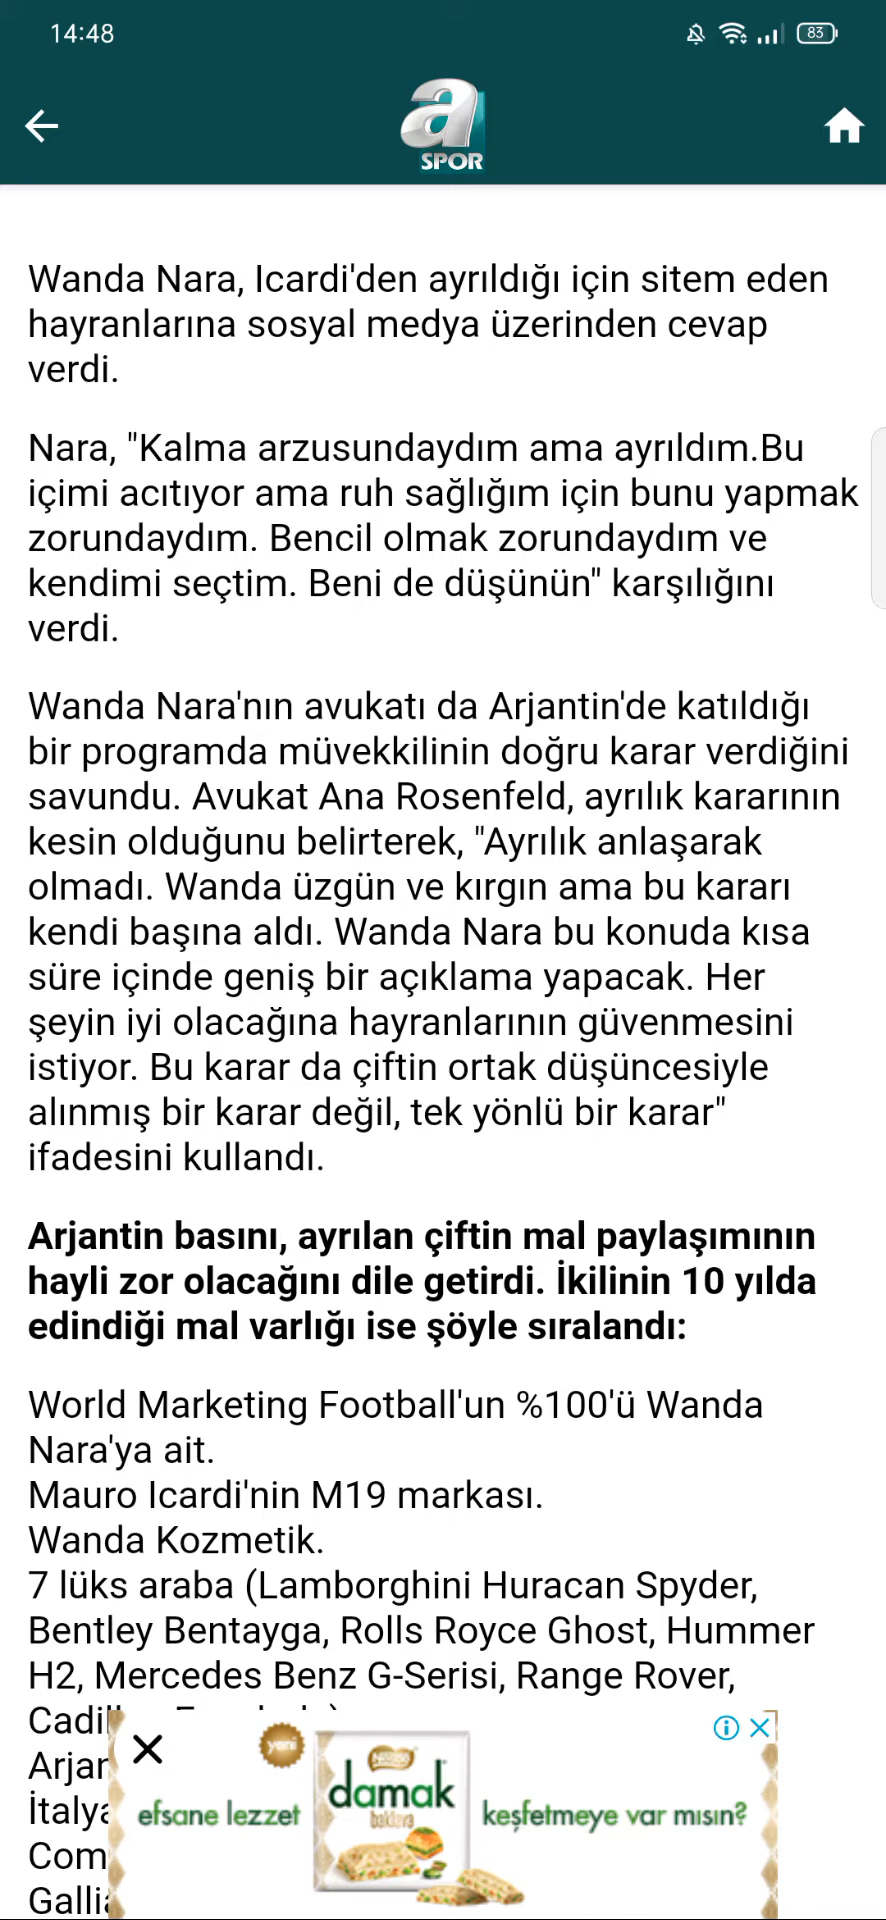 14:48
83
a
SPOR
Wanda Nara, Icardi'den ayrıldığı için sitem eden
hayranlarına sosyal medya üzerinden cevap
verdi.
Nara, "Kalma arzusundaydım ama ayrıldım.Bu
içimi acıtıyor ama ruh sağlığım için bunu yapmak
zorundaydım. Bencil olmak zorundaydım ve
kendimi seçtim. Beni de düşünün" karşılığını
verdi.
Wanda Nara'nın avukatı da Arjantin'de katıldığı
bir programda müvekkilinin doğru karar verdiğini
savundu. Avukat Ana Rosenfeld, ayrılık kararının
kesin olduğunu belirterek, "Ayrılık anlaşarak
olmadı. Wanda üzgün ve kırgın ama bu kararı
kendi başına aldı. Wanda Nara bu konuda kısa
süre içinde geniş bir açıklama yapacak. Her
şeyin iyi olacağına hayranlarının güvenmesini
istiyor. Bu karar da çiftin ortak düşüncesiyle
alınmış bir karar değil, tek yönlü bir karar"
ifadesini kullandı.
Arjantin basını, ayrılan çiftin mal paylaşımının
hayli zor olacağını dile getirdi. İkilinin 10 yılda
edindiği mal varlığı ise şöyle sıralandı:
World Marketing Football'un %100'ü Wanda
Nara'ya ait.
Mauro Icardi'nin M19 markası.
Wanda Kozmetik.
7 lüks araba (Lamborghini Huracan Spyder,
Bentley Bentayga, Rolls Royce Ghost, Hummer
H2, Mercedes Benz G-Serisi, Range Rover,
Cadil
Arjan
İtalya
Com
Galli
yeni
efsane lezzet
Nestlé
damak
baklava
keşfetmeye var mısın?